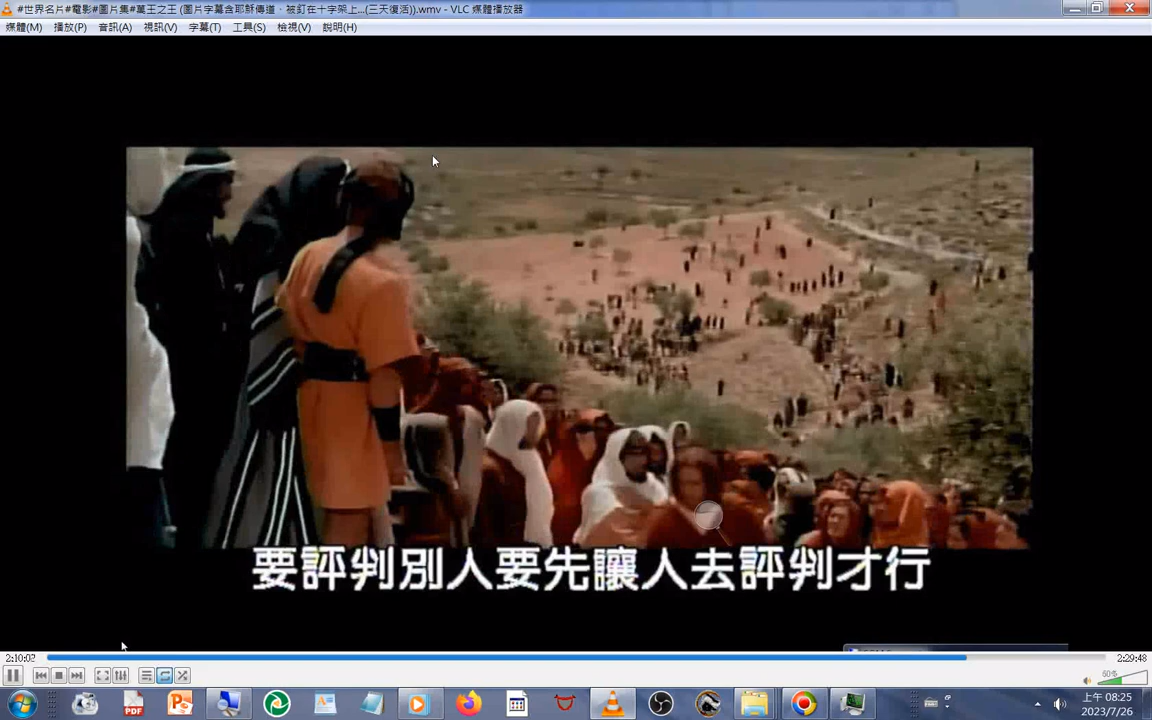 #世界名片#電影#圖片集#萬王之王 (圖片字幕含耶穌傳道、被釘在十字架上...(三天復活)).wmv - VLC 媒體播放器
媒體(M) 播放(P) 音訊(A) 視訊(V) 字幕(T) 工具(S) 檢視(V) 說明(H)
要評判別人要先讓人去評判才行
2:10:02 2:29:48
60%
PDF
上午 08:25
2023/7/26